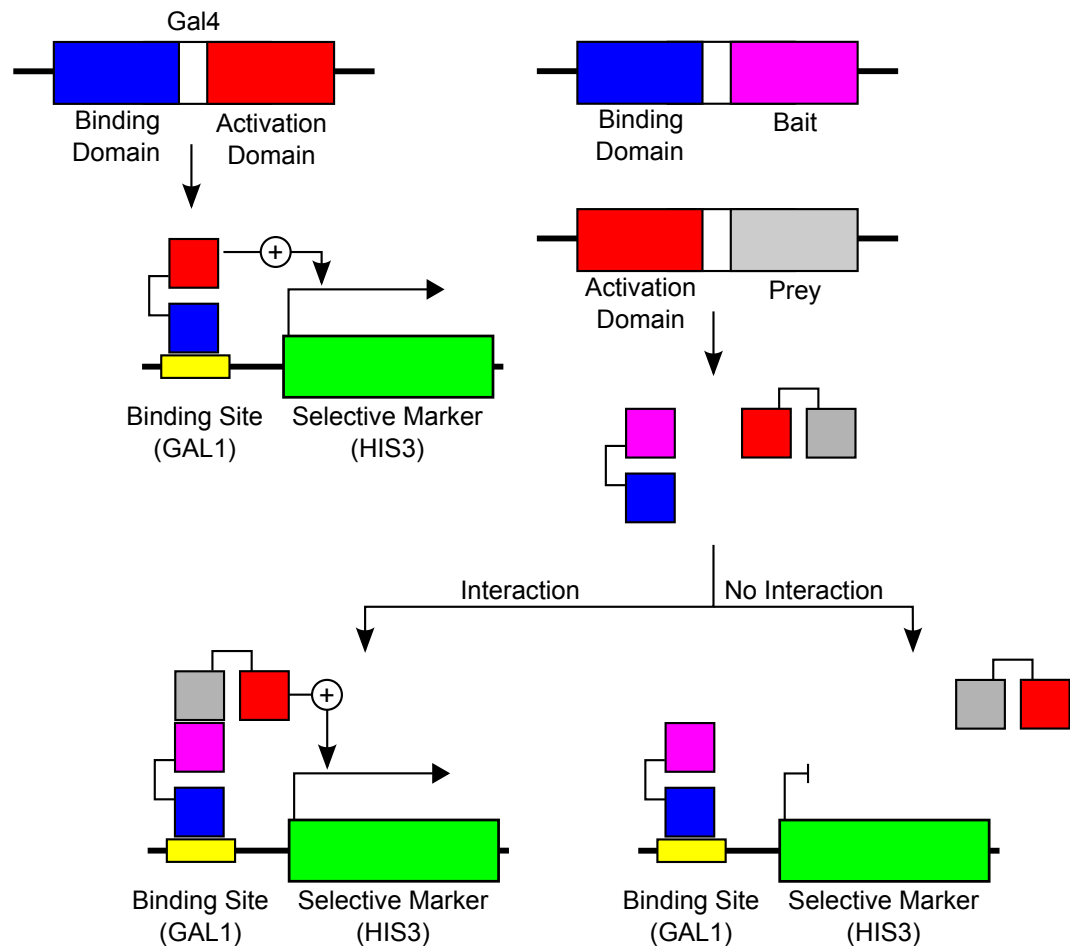 Gal4
Binding
Domain
Activation
Domain
+
Binding Site
(GAL1)
Selective Marker
(HIS3)
Binding
Domain
Bait
Activation
Domain
Prey
Interaction
No Interaction
+
Binding Site
(GAL1)
Selective Marker
(HIS3)
Binding Site
(GAL1)
Selective Marker
(HIS3)